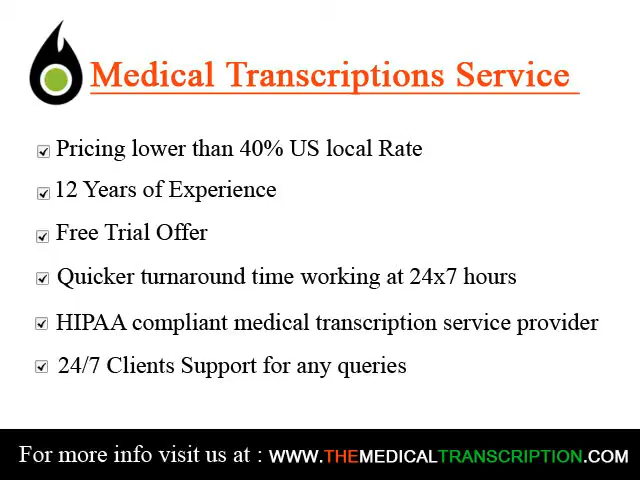 Medical Transcriptions Service
Pricing lower than 40% US local Rate
12 Years of Experience
Free Trial Offer
Quicker turnaround time working at 24x7 hours
HIPAA compliant medical transcription service provider
24/7 Clients Support for any queries
For more info visit us at : WWW.THEMEDICALTRANSCRIPTION.COM